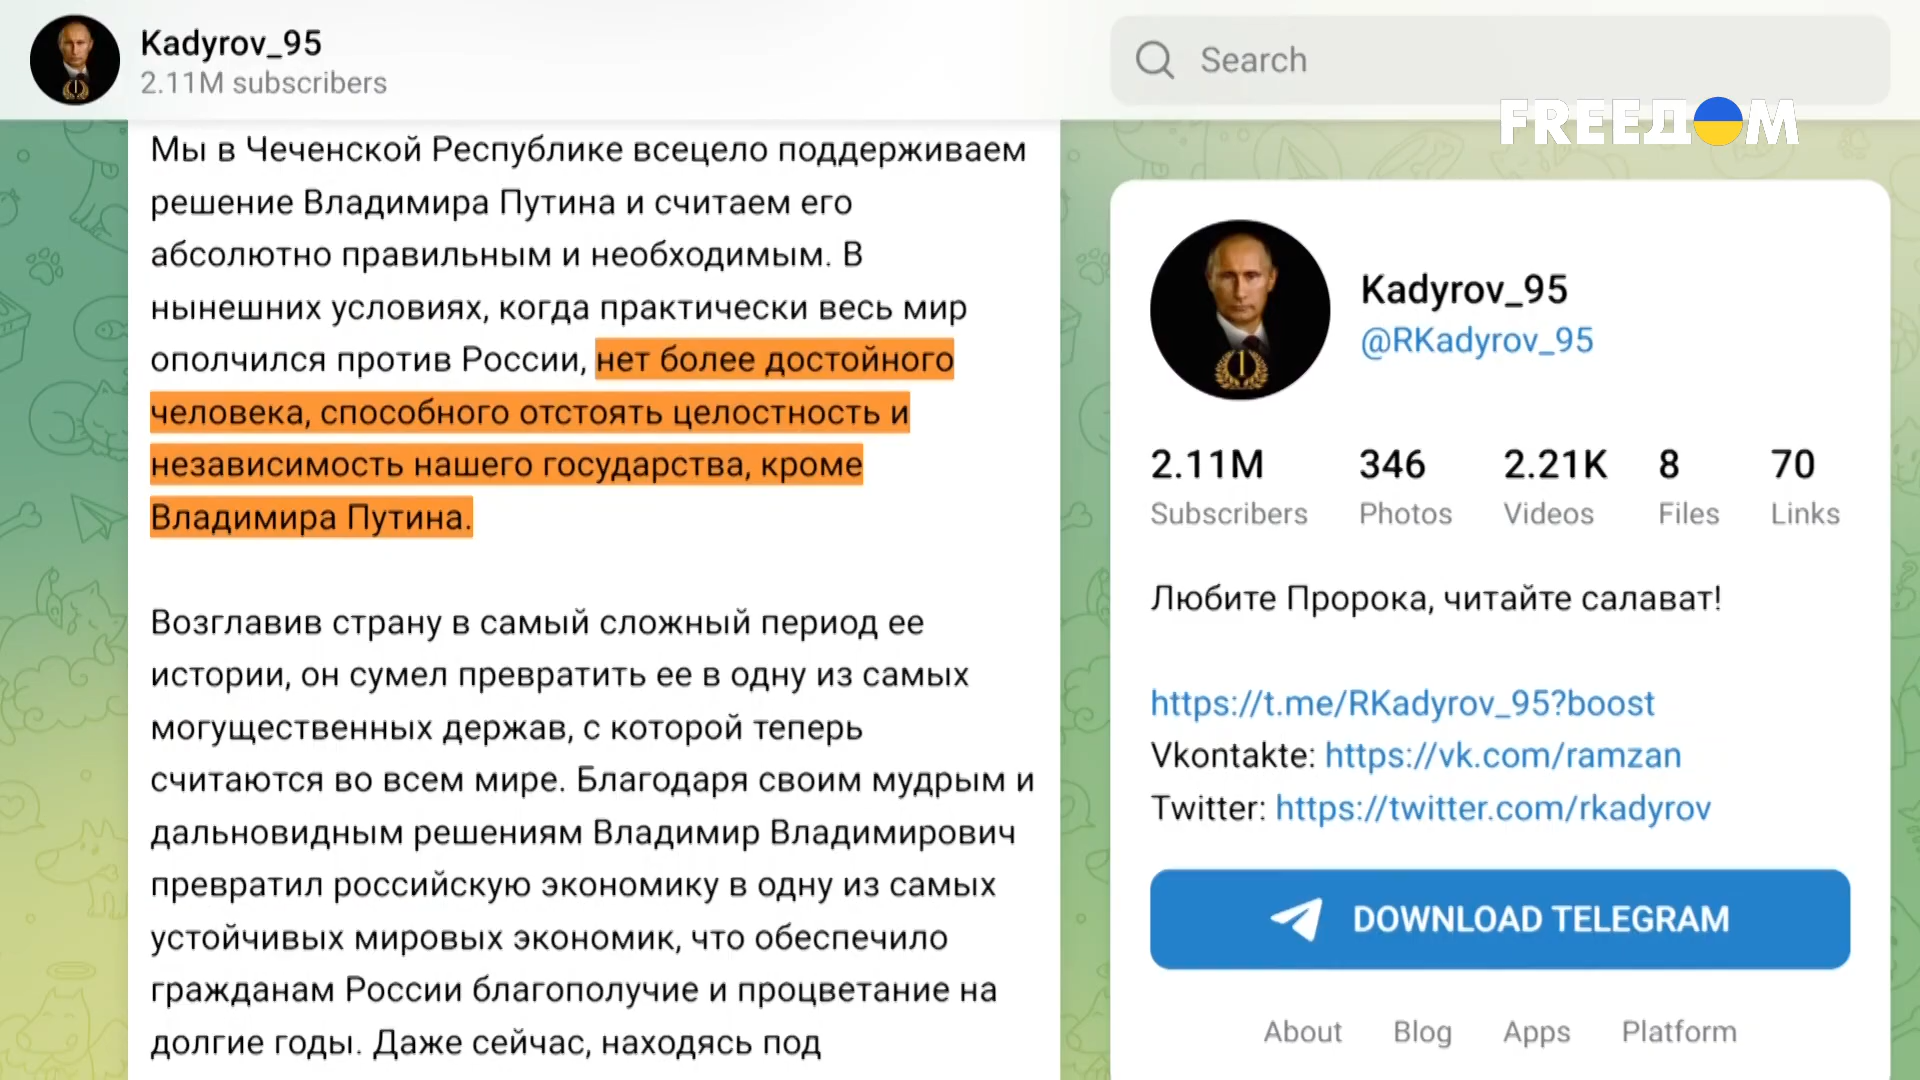 Kadyrov_95
2.11M subscribers
Search
FREEДOM
Мы в Чеченской Республике всецело поддерживаем
решение Владимира Путина и считаем его
абсолютно правильным и необходимым. В
нынешних условиях, когда практически весь мир
ополчился против России, нет более достойного
человека, способного отстоять целостность и
независимость нашего государства, кроме
Владимира Путина.
Возглавив страну в самый сложный период ее
истории, он сумел превратить ее в одну из самых
могущественных держав, с которой теперь
считаются во всем мире. Благодаря своим мудрым и
дальновидным решениям Владимир Владимирович
превратил российскую экономику в одну из самых
устойчивых мировых экономик, что обеспечило
гражданам России благополучие и процветание на
долгие годы. Даже сейчас, находясь под
1
Kadyrov_95
@RKadyrov_95
2.11M 346 2.21K 8 70
Subscribers Photos Videos Files Links
Любите Пророка, читайте салават!
https://t.me/RKadyrov_95?boost
Vkontakte: https://vk.com/ramzan
Twitter: https://twitter.com/rkadyrov
DOWNLOAD TELEGRAM
About Blog Apps Platform